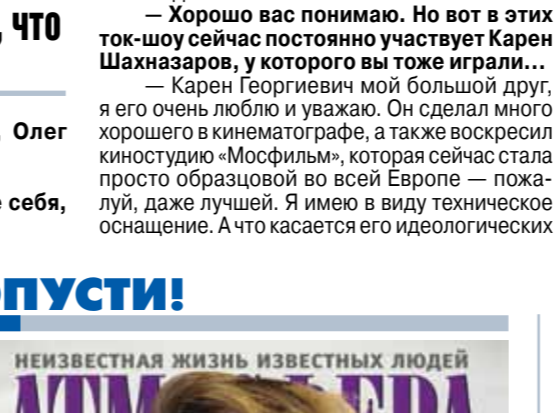 , ЧТО
Олег
е себя,
— Хорошо вас понимаю. Но вот в этих
ток-шоу сейчас постоянно участвует Карен
Шахназаров, у которого вы тоже играли...
— Карен Георгиевич мой большой друг,
я его очень люблю и уважаю. Он сделал много
хорошего в кинематографе, а также воскресил
киностудию «Мосфильм», которая сейчас стала
просто образцовой во всей Европе — пожа-
луй, даже лучшей. Я имею в виду техническое
оснащение. А что касается его идеологических
ПУСТИ!
НЕИЗВЕСТНАЯ ЖИЗНЬ ИЗВЕСТНЫХ ЛЮДЕЙ